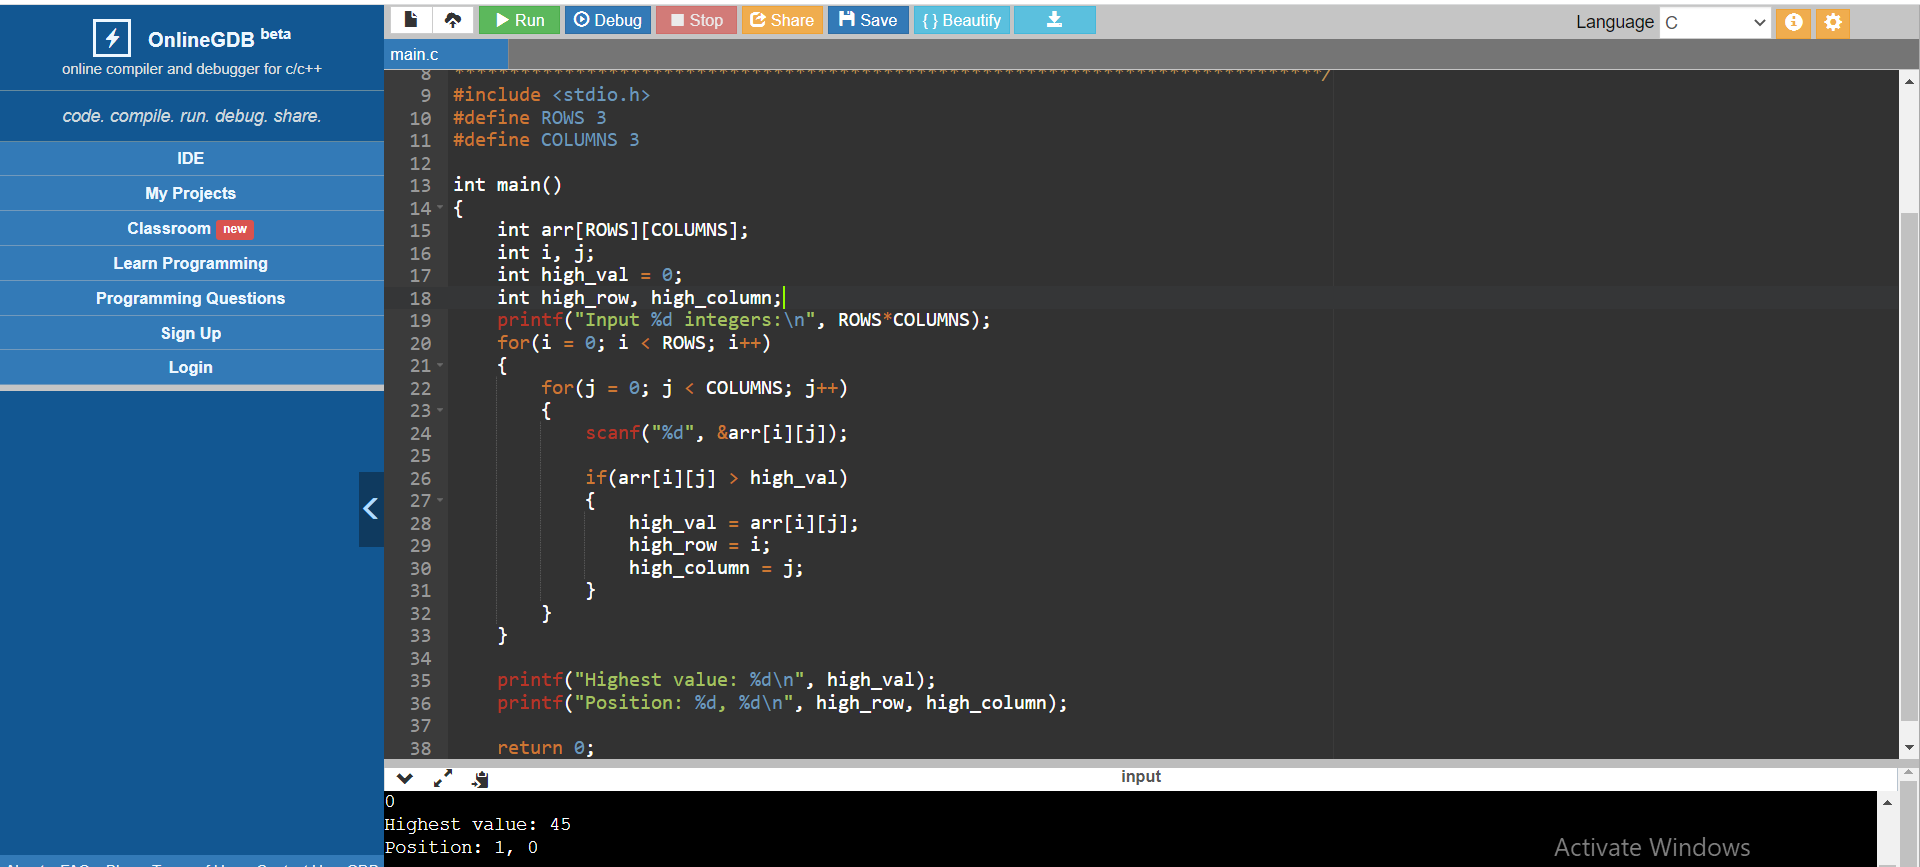 OnlineGDB beta
online compiler and debugger for c/c++
code. compile. run. debug. share.
IDE
My Projects
Classroom new
Learn Programming
Programming Questions
Sign Up
Login
Run Debug Stop Share Save { } Beautify
Language C
main.c
8 ******************************************************************************/
9 #include <stdio.h>
10 #define ROWS 3
11 #define COLUMNS 3
12
13 int main()
14 {
15 int arr[ROWS][COLUMNS];
16 int i, j;
17 int high_val = 0;
18 int high_row, high_column;
19 printf("Input %d integers:\n", ROWS*COLUMNS);
20 for(i = 0; i < ROWS; i++)
21 {
22 for(j = 0; j < COLUMNS; j++)
23 {
24 scanf("%d", &arr[i][j]);
25
26 if(arr[i][j] > high_val)
27 {
28 high_val = arr[i][j];
29 high_row = i;
30 high_column = j;
31 }
32 }
33 }
34
35 printf("Highest value: %d\n", high_val);
36 printf("Position: %d, %d\n", high_row, high_column);
37
38 return 0;
input
0
Highest value: 45
Position: 1, 0
Activate Windows